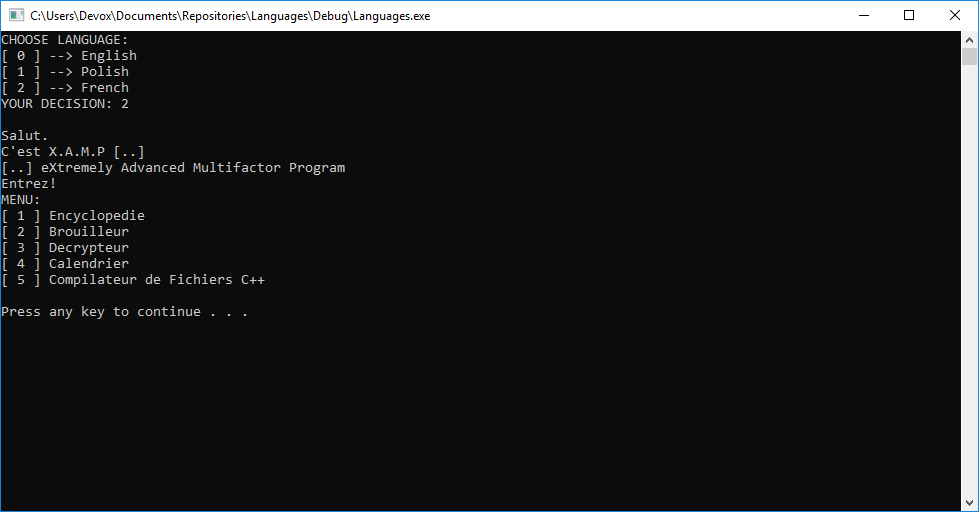 C:\Users\Devox\Documents\Repositories\Languages\Debug\Languages.exe
CHOOSE LANGUAGE:
[ 0 ] --> English
[ 1 ] --> Polish
[ 2 ] --> French
YOUR DECISION: 2
Salut.
C'est X.A.M.P [..]
[..] eXtremely Advanced Multifactor Program
Entrez!
MENU:
[ 1 ] Encyclopedie
[ 2 ] Brouilleur
[ 3 ] Decrypteur
[ 4 ] Calendrier
[ 5 ] Compilateur de Fichiers C++
Press any key to continue . . .